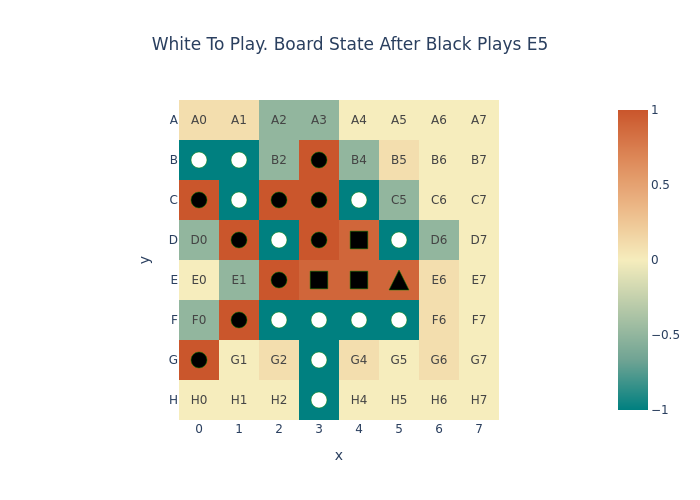 White To Play. Board State After Black Plays E5
A A0 A1 A2 A3 A4 A5 A6 A7
B B2 B4 B5 B6 B7
C C5 C6 C7
D D0 D6 D7
E E0 E1 E6 E7
F F0 F6 F7
G G1 G2 G4 G5 G6 G7
H H0 H1 H2 H4 H5 H6 H7
0 1 2 3 4 5 6 7
x
y
1
0.5
0
−0.5
−1